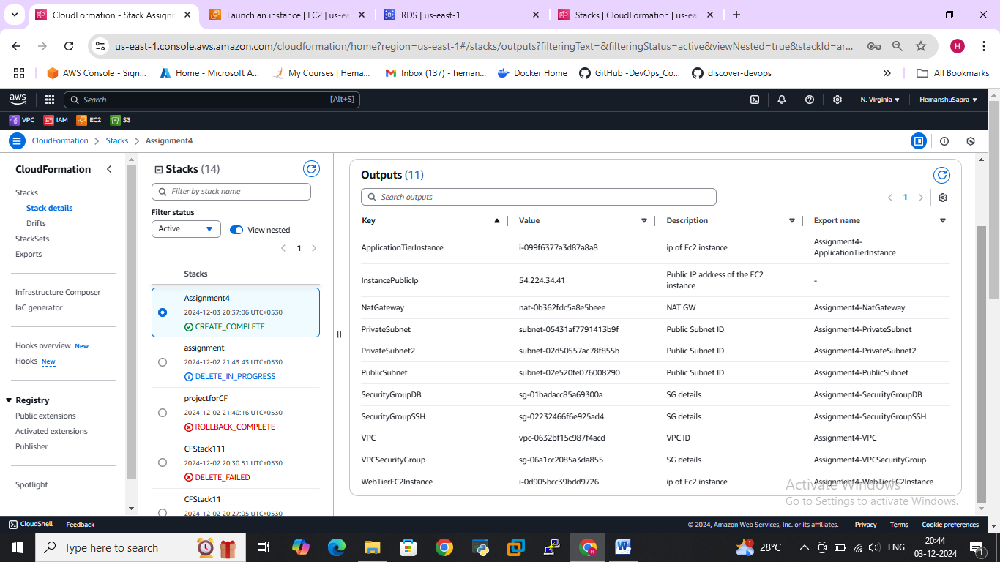 CloudFormation - Stack Assignr
Launch an instance | EC2 | us-ea
RDS | us-east-1
Stacks | CloudFormation | us-ea
us-east-1.console.aws.amazon.com/cloudformation/home?region=us-east-1#/stacks/outputs?filteringText=&filteringStatus=active&viewNested=true&stackId=ar...
H
AWS Console - Sign...
Home - Microsoft A...
My Courses | Hema...
Inbox (137) - heman...
Docker Home
GitHub -DevOps_Co...
discover-devops
All Bookmarks
aws
Search
[Alt+S]
N. Virginia
HemanshuSapra
VPC
IAM
EC2
S3
CloudFormation
Stacks
Assignment4
CloudFormation
Stacks
Stack details
Drifts
StackSets
Exports
Infrastructure Composer
IaC generator
Hooks overview New
Hooks New
Registry
Public extensions
Activated extensions
Publisher
Spotlight
Stacks (14)
Filter by stack name
Filter status
Active
View nested
1
Stacks
Assignment4
2024-12-03 20:37:06 UTC+0530
CREATE_COMPLETE
assignment
2024-12-02 21:43:43 UTC+0530
DELETE_IN_PROGRESS
projectforCF
2024-12-02 21:40:16 UTC+0530
ROLLBACK_COMPLETE
CFStack111
2024-12-02 20:30:51 UTC+0530
DELETE_FAILED
CFStack11
2024-12-02 20:27:05 UTC+0530
Outputs (11)
Search outputs
1
Key Value Description Export name
ApplicationTierInstance i-099f6377a3d87a8a8 ip of Ec2 instance Assignment4-
ApplicationTierInstance
InstancePublicIp 54.224.34.41 Public IP address of the EC2 -
instance
NatGateway nat-0b362fdc5a8e5beee NAT GW Assignment4-NatGateway
PrivateSubnet subnet-05431af7791413b9f Public Subnet ID Assignment4-PrivateSubnet
PrivateSubnet2 subnet-02d50557ac78f855b Public Subnet ID Assignment4-PrivateSubnet2
PublicSubnet subnet-02e520fe076008290 Public Subnet ID Assignment4-PublicSubnet
SecurityGroupDB sg-01badacc85a69300a SG details Assignment4-SecurityGroupDB
SecurityGroupSSH sg-02232466f6e925ad4 SG details Assignment4-SecurityGroupSSH
VPC vpc-0632bf15c987f4acd VPC ID Assignment4-VPC
VPCSecurityGroup sg-06a1cc2085a3da855 SG details Assignment4-VPCSecurityGroup
WebTierEC2Instance i-0d905bcc39bdd9726 ip of Ec2 instance Assignment4-WebTierEC2Instance
Activate Windows
Go to Settings to activate Windows.
CloudShell
Feedback
© 2024, Amazon Web Services, Inc. or its affiliates.
Privacy
Terms
Cookie preferences
Type here to search
1
28°C
ENG
20:44
03-12-2024
1